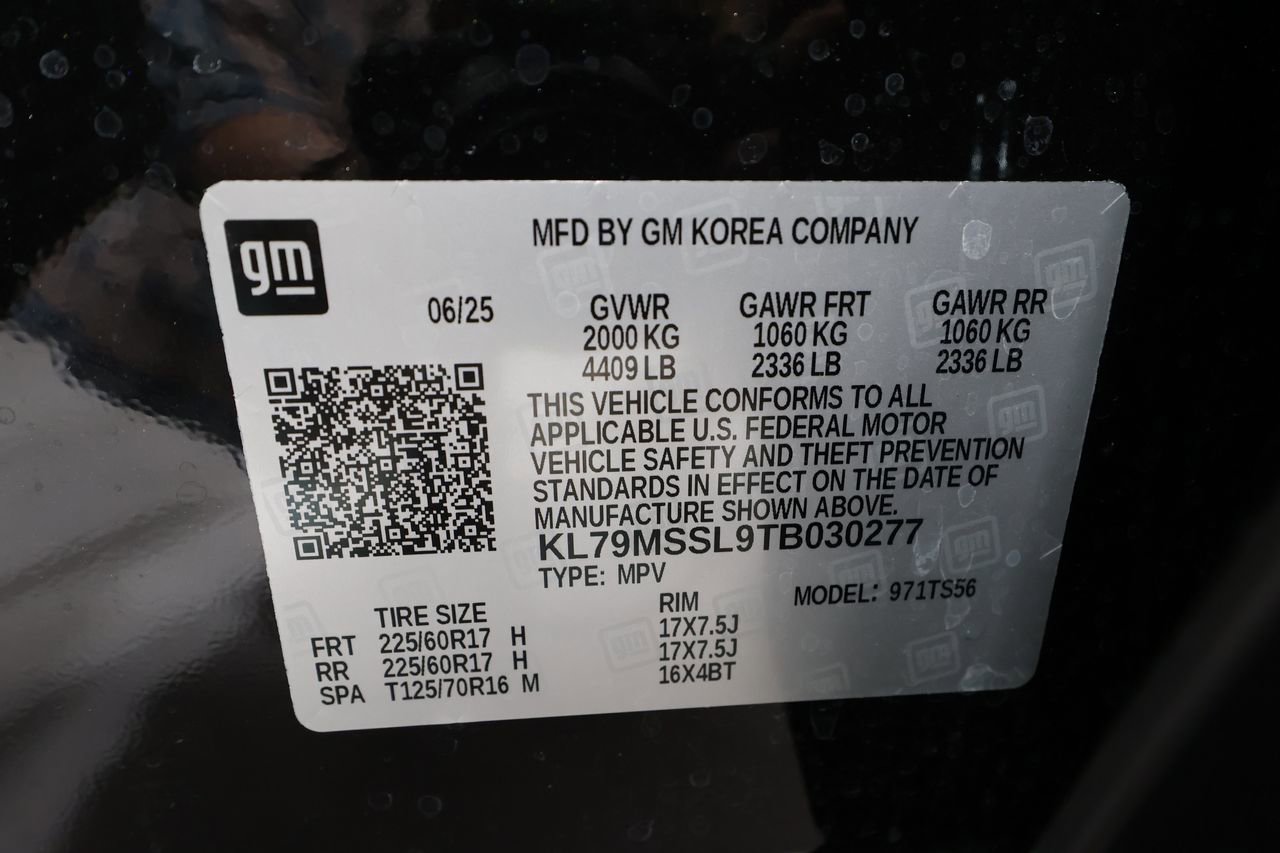 gm
MFD BY GM KOREA COMPANY
06/25
GVWR GAWR FRT GAWR RR
2000 KG 1060 KG 1060 KG
4409 LB 2336 LB 2336 LB
THIS VEHICLE CONFORMS TO ALL
APPLICABLE U.S. FEDERAL MOTOR
VEHICLE SAFETY AND THEFT PREVENTION
STANDARDS IN EFFECT ON THE DATE OF
MANUFACTURE SHOWN ABOVE.
KL79MSSL9TB030277
TYPE: MPV
MODEL: 971TS56
TIRE SIZE RIM
FRT 225/60R17 H 17X7.5J
RR 225/60R17 H 17X7.5J
SPA T125/70R16 M 16X4BT